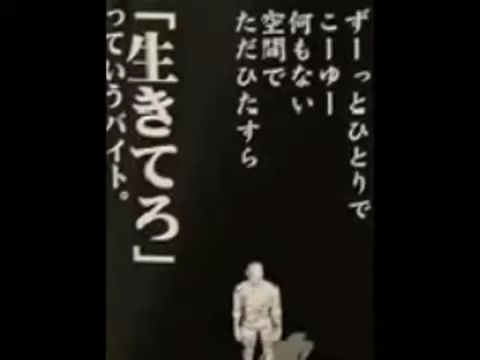 ずーっとひとりで
こーゆー
何もない
空間で
ただひたすら
「生きてろ」
っていうバイト。